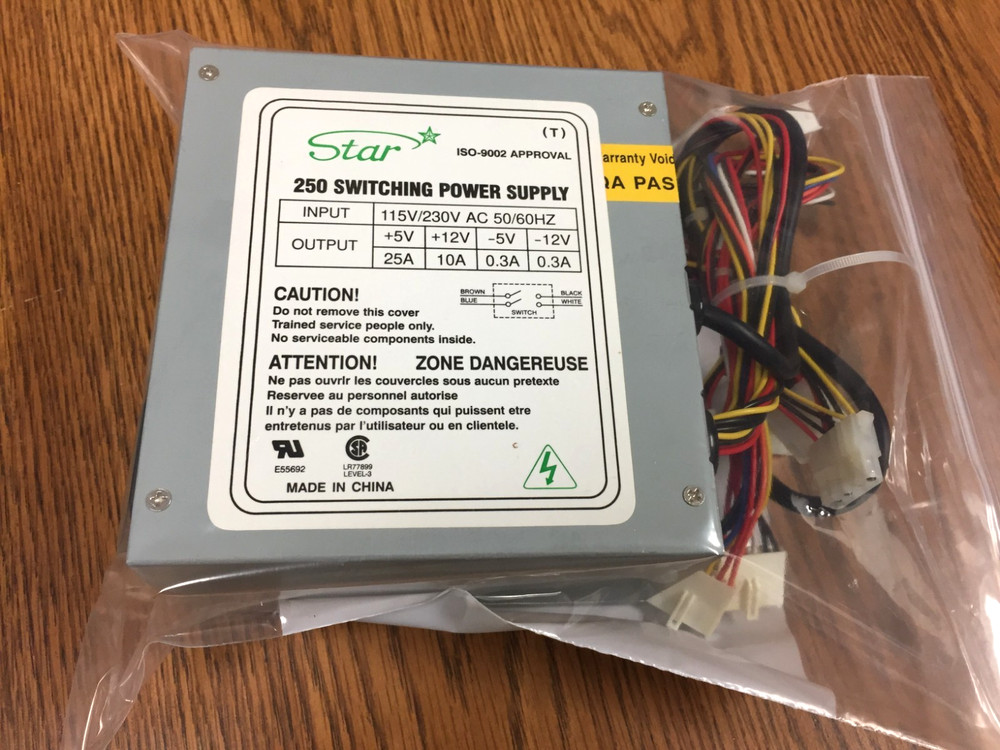 Star
(T)
ISO-9002 APPROVAL
250 SWITCHING POWER SUPPLY
INPUT 115V/230V AC 50/60HZ
OUTPUT +5V +12V −5V −12V
25A 10A 0.3A 0.3A
CAUTION!
Do not remove this cover
Trained service people only.
No serviceable components inside.
BROWN BLACK
BLUE WHITE
SWITCH
ATTENTION! ZONE DANGEREUSE
Ne pas ouvrIr les couvercles sous aucun pretexte
Reservee au personnel autorise
Il n'y a pas de composants qui puissent etre
entretenus par l'utilisateur ou en clientele.
E55692
LR77899
LEVEL-3
MADE IN CHINA
arranty Void
QA PAS